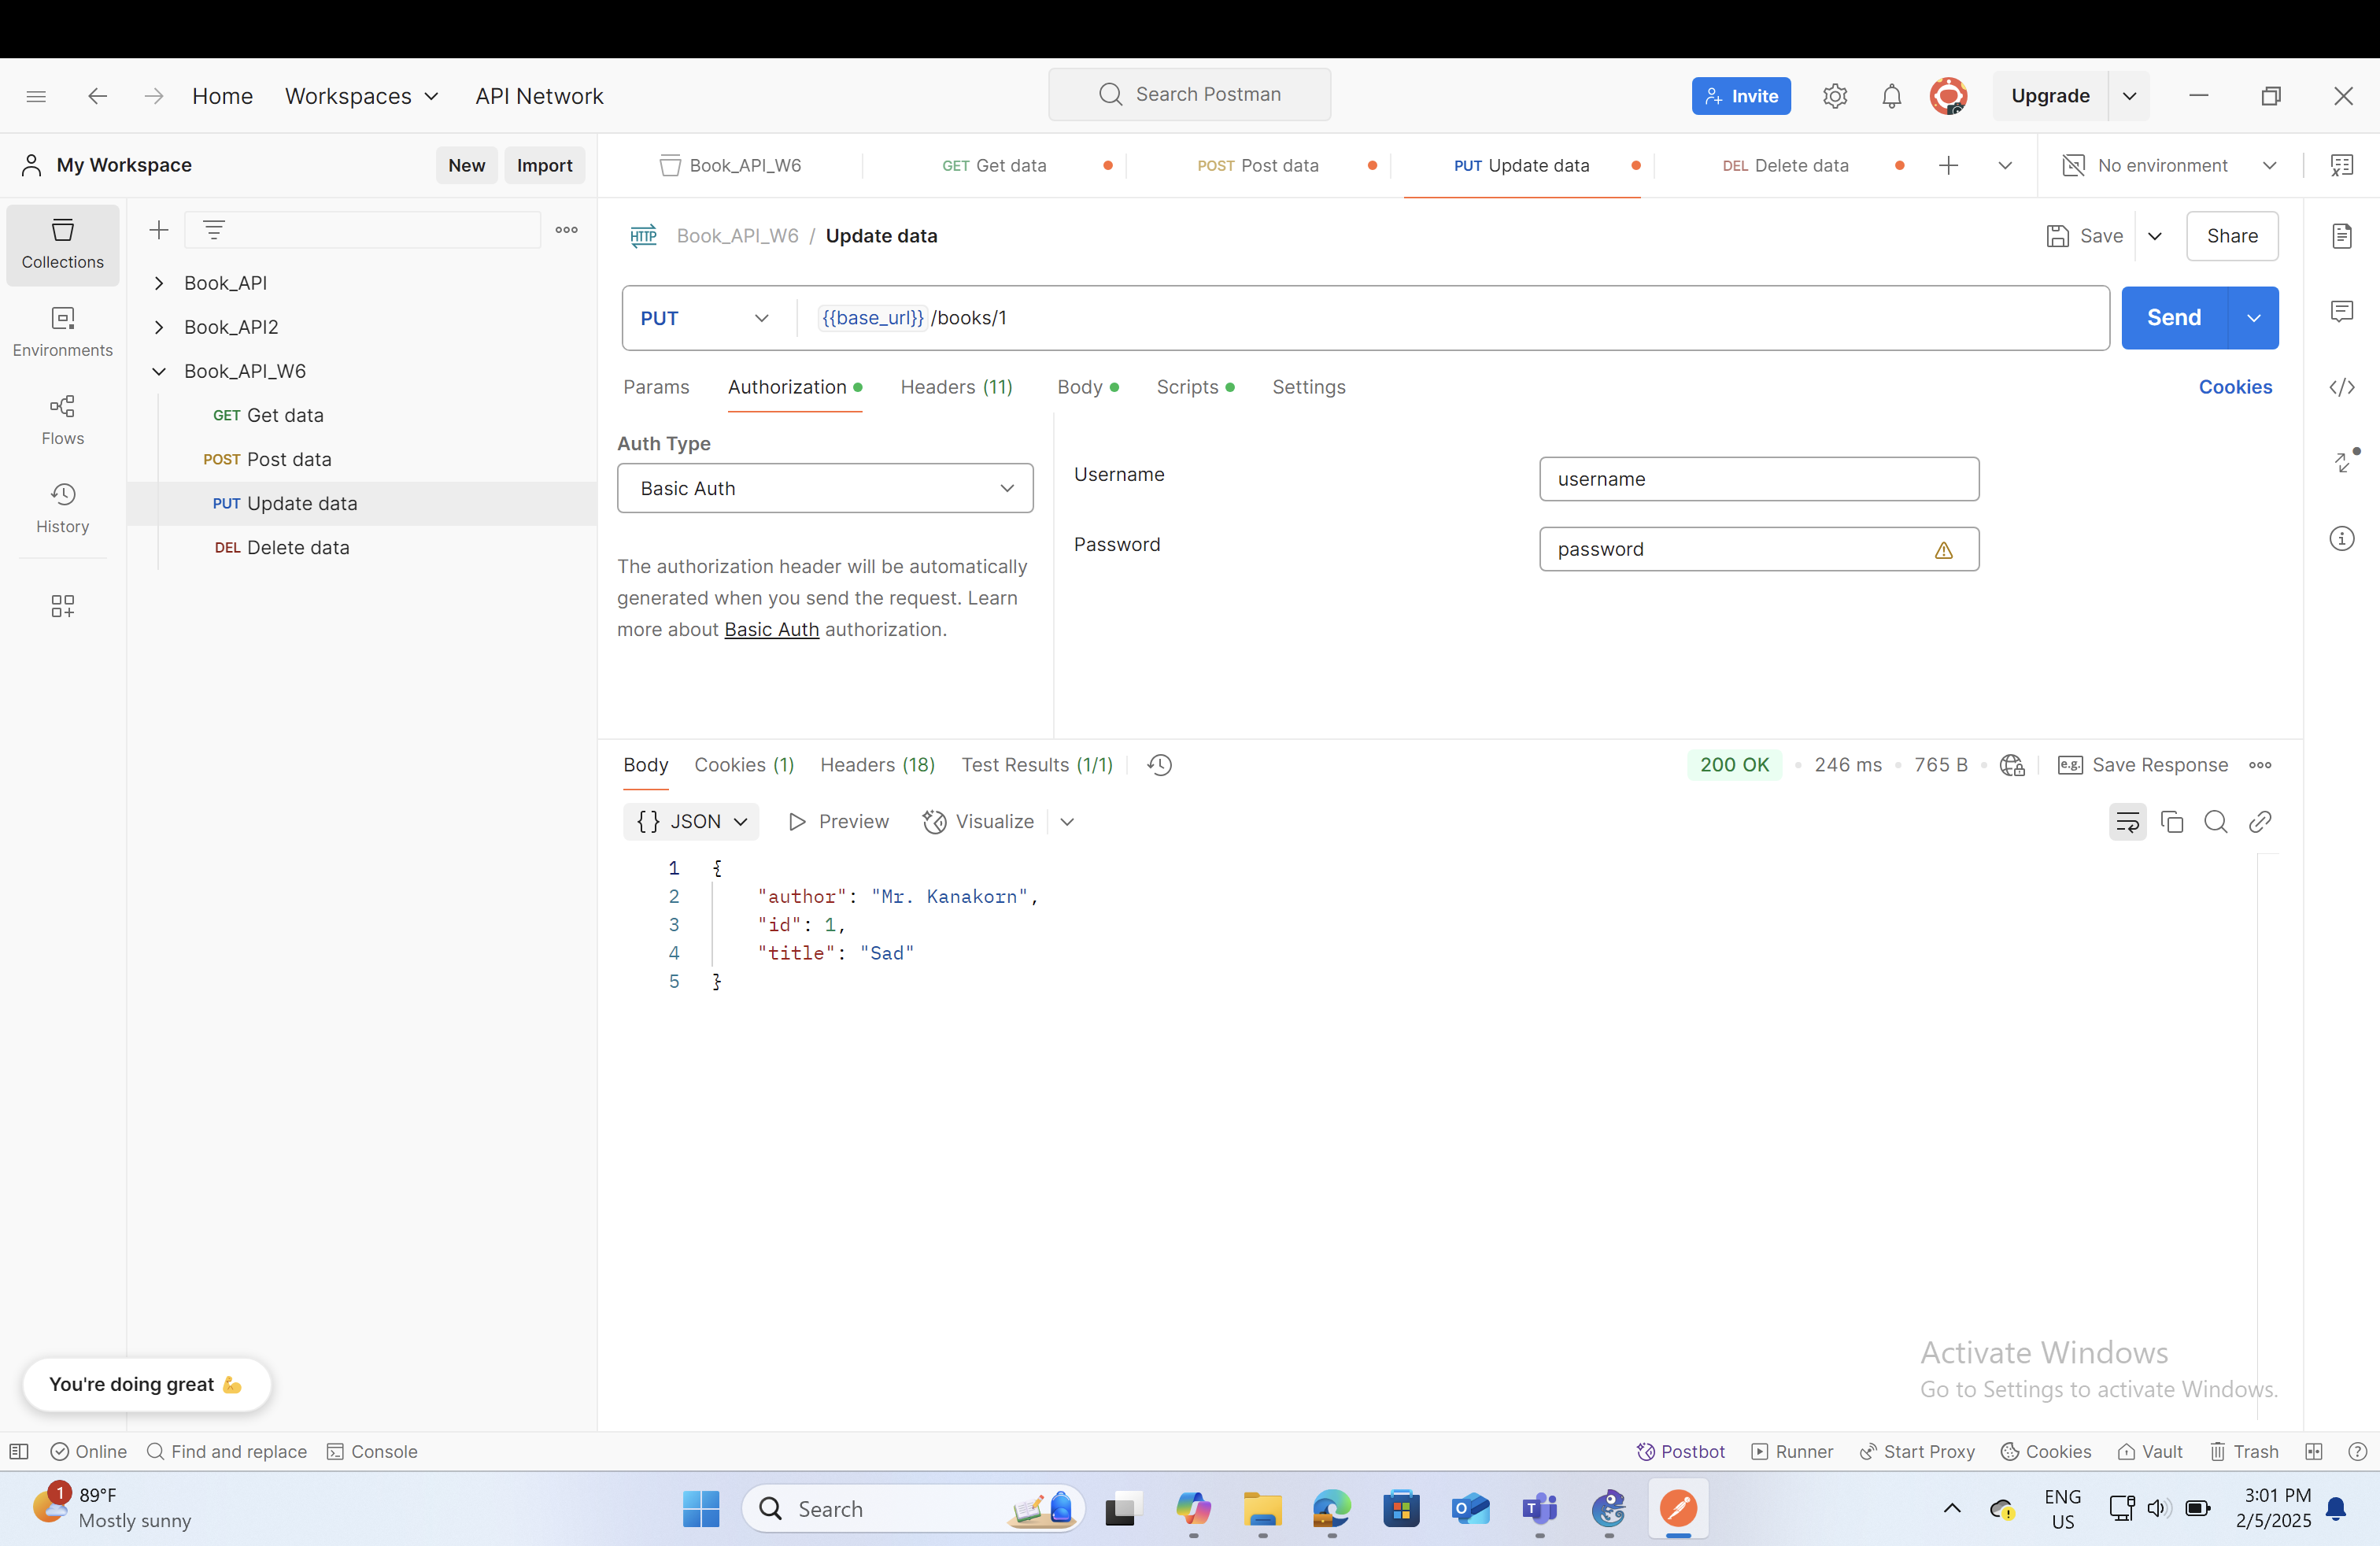 Home Workspaces API Network Search Postman Invite Upgrade
My Workspace New Import Book_API_W6 GET Get data POST Post data PUT Update data DEL Delete data No environment
Collections
Environments
Flows
History
Book_API
Book_API2
Book_API_W6
GET Get data
POST Post data
PUT Update data
DEL Delete data
HTTP Book_API_W6 / Update data Save Share
PUT {{base_url}}/books/1 Send
Params Authorization Headers (11) Body Scripts Settings Cookies
Auth Type
Basic Auth
The authorization header will be automatically
generated when you send the request. Learn
more about Basic Auth authorization.
Username username
Password password
Body Cookies (1) Headers (18) Test Results (1/1) 200 OK • 246 ms • 765 B e.g. Save Response
{} JSON Preview Visualize
1 {
2 "author": "Mr. Kanakorn",
3 "id": 1,
4 "title": "Sad"
5 }
Activate Windows
Go to Settings to activate Windows.
You're doing great 💪
Online Find and replace Console Postbot Runner Start Proxy Cookies Vault Trash
1 89°F
Mostly sunny
Search
ENG
US
3:01 PM
2/5/2025